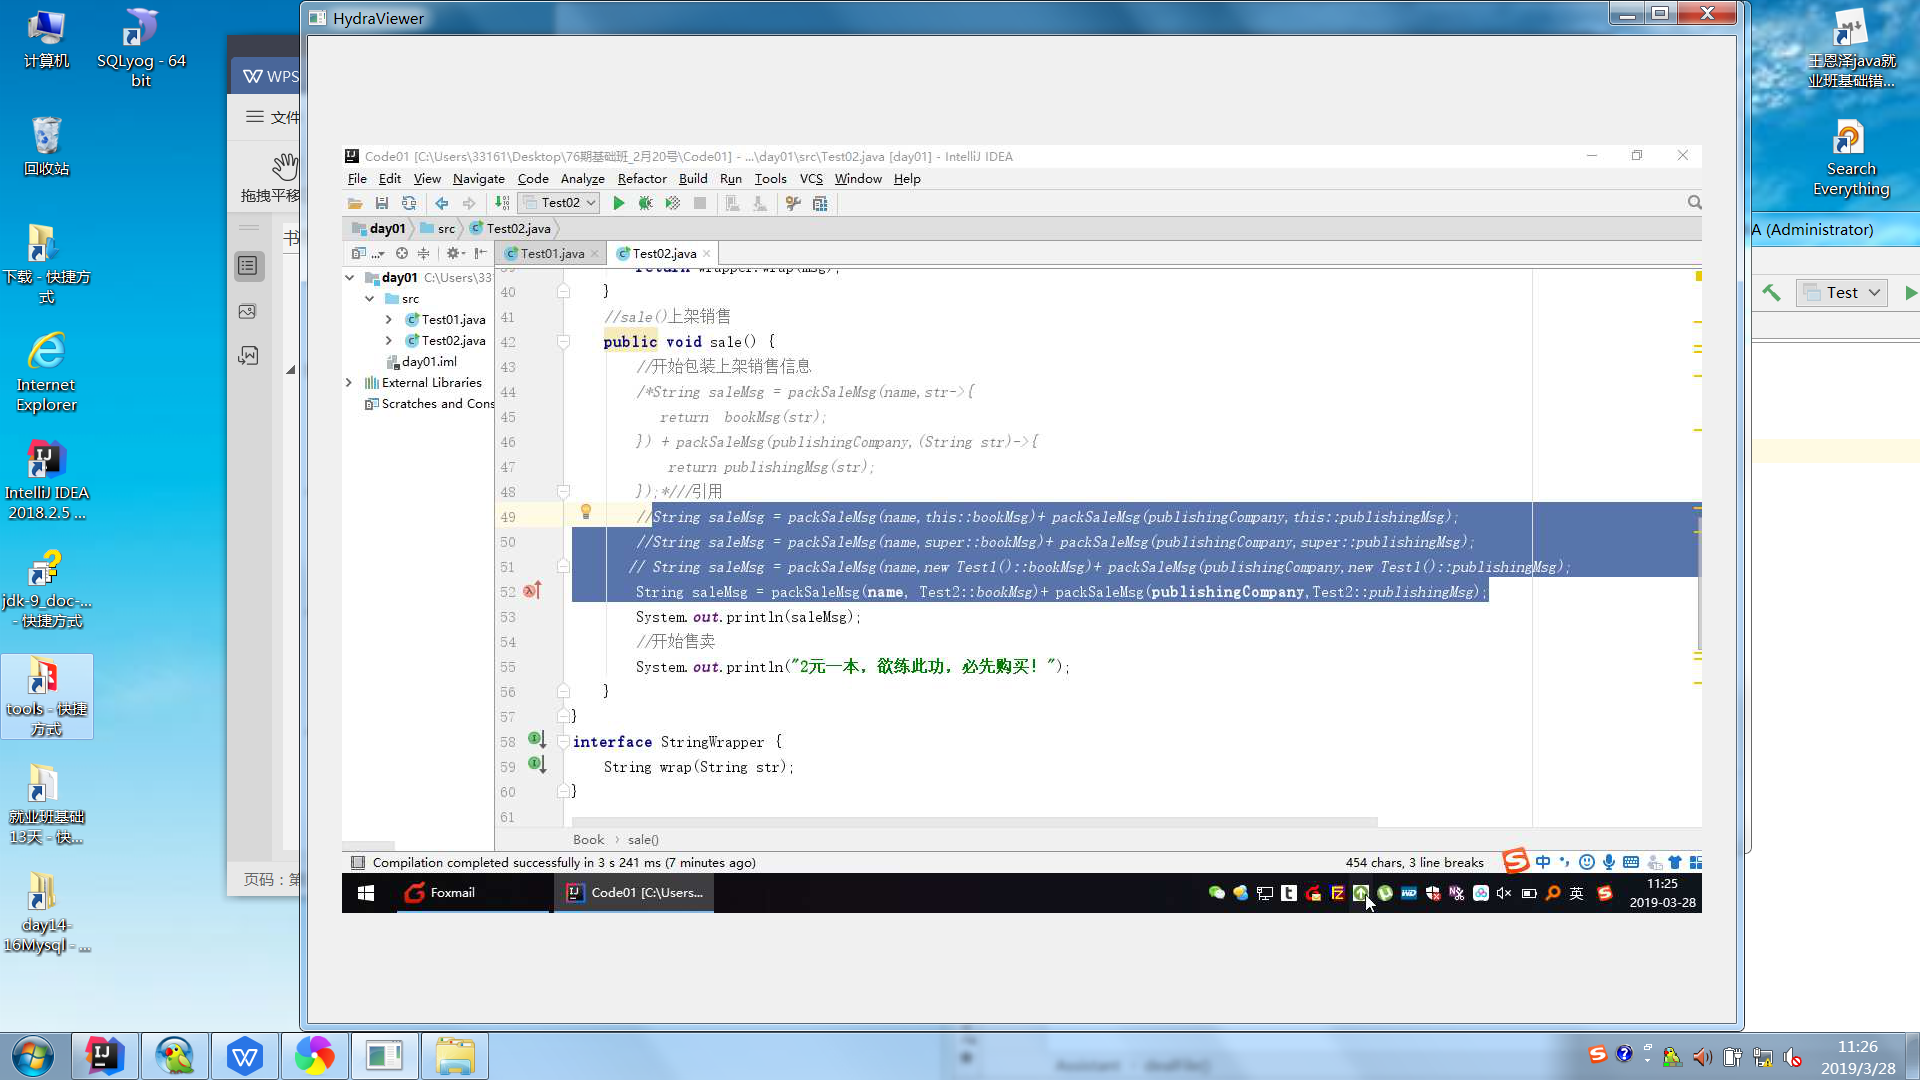 计算机
SQLyog - 64 bit
回收站
下载 - 快捷方式
Internet Explorer
IntelliJ IDEA 2018.2.5 ...
jdk-9_doc-... - 快捷方式
tools - 快捷方式
就业班基础13天 - 快...
day14-16Mysql - ...
WPS
文件
拖拽平移
书
页码: 第
HydraViewer
Code01 [C:\Users\33161\Desktop\76期基础班_2月20号\Code01] - ...\day01\src\Test02.java [day01] - IntelliJ IDEA
File Edit View Navigate Code Analyze Refactor Build Run Tools VCS Window Help
Test02
day01 src Test02.java
Test01.java Test02.java
day01 C:\Users\33
src
Test01.java
Test02.java
day01.iml
External Libraries
Scratches and Cons
return wrapper.wrap(msg);
40 }
41 //sale()上架销售
42 public void sale() {
43 //开始包装上架销售信息
44 /*String saleMsg = packSaleMsg(name,str->{
45 return bookMsg(str);
46 }) + packSaleMsg(publishingCompany,(String str)->{
47 return publishingMsg(str);
48 });*///引用
49 //String saleMsg = packSaleMsg(name,this::bookMsg)+ packSaleMsg(publishingCompany,this::publishingMsg);
50 //String saleMsg = packSaleMsg(name,super::bookMsg)+ packSaleMsg(publishingCompany,super::publishingMsg);
51 // String saleMsg = packSaleMsg(name,new Test1()::bookMsg)+ packSaleMsg(publishingCompany,new Test1()::publishingMsg);
52 String saleMsg = packSaleMsg(name, Test2::bookMsg)+ packSaleMsg(publishingCompany,Test2::publishingMsg);
53 System.out.println(saleMsg);
54 //开始售卖
55 System.out.println("2元一本，欲练此功，必先购买！");
56 }
57 }
58 interface StringWrapper {
59 String wrap(String str);
60 }
61
Book sale()
Compilation completed successfully in 3 s 241 ms (7 minutes ago)
454 chars, 3 line breaks
中
Foxmail
Code01 [C:\Users...
英
11:25
2019-03-28
王恩泽java就业班基础错...
Search Everything
A (Administrator)
Test
11:26
2019/3/28